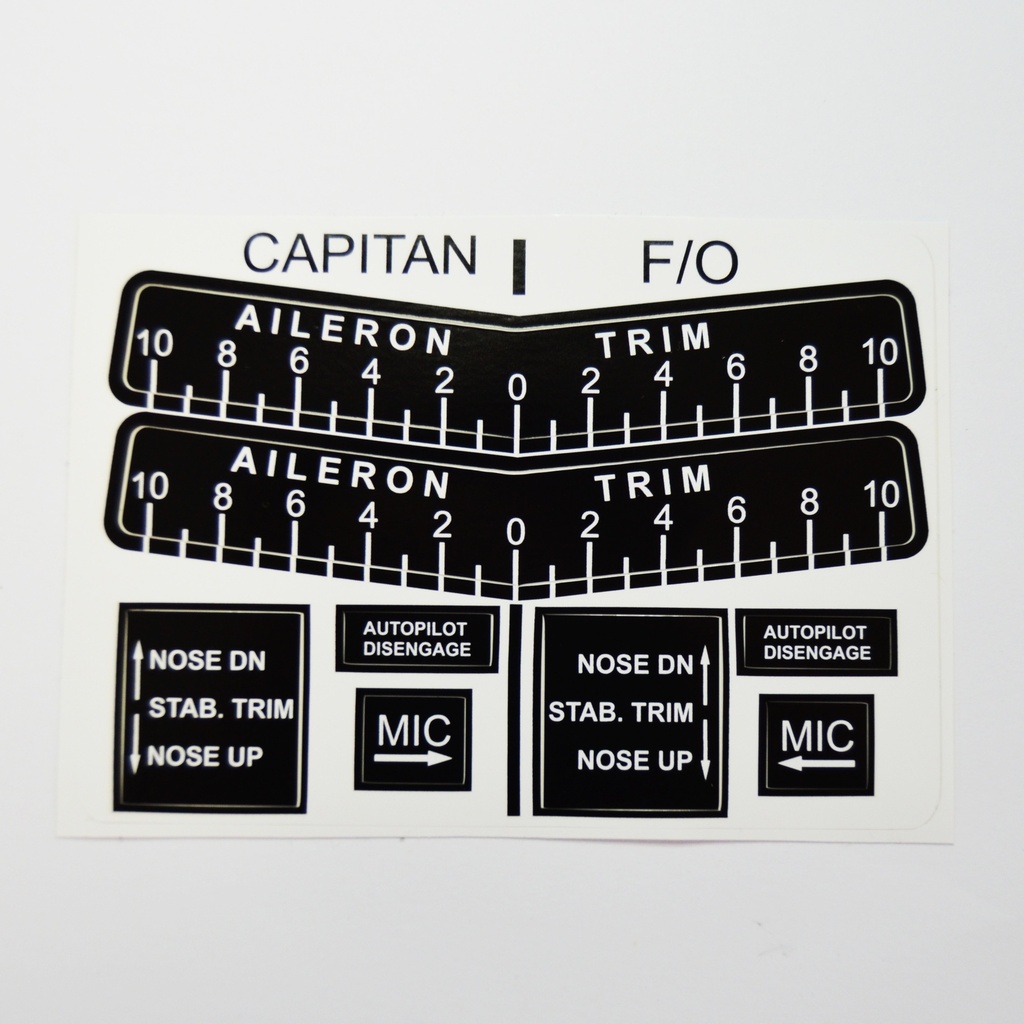 CAPITAN F/O
AILERON TRIM
10 8 6 4 2 0 2 4 6 8 10
AILERON TRIM
10 8 6 4 2 0 2 4 6 8 10
NOSE DN
STAB. TRIM
NOSE UP
AUTOPILOT
DISENGAGE
MIC
NOSE DN
STAB. TRIM
NOSE UP
AUTOPILOT
DISENGAGE
MIC